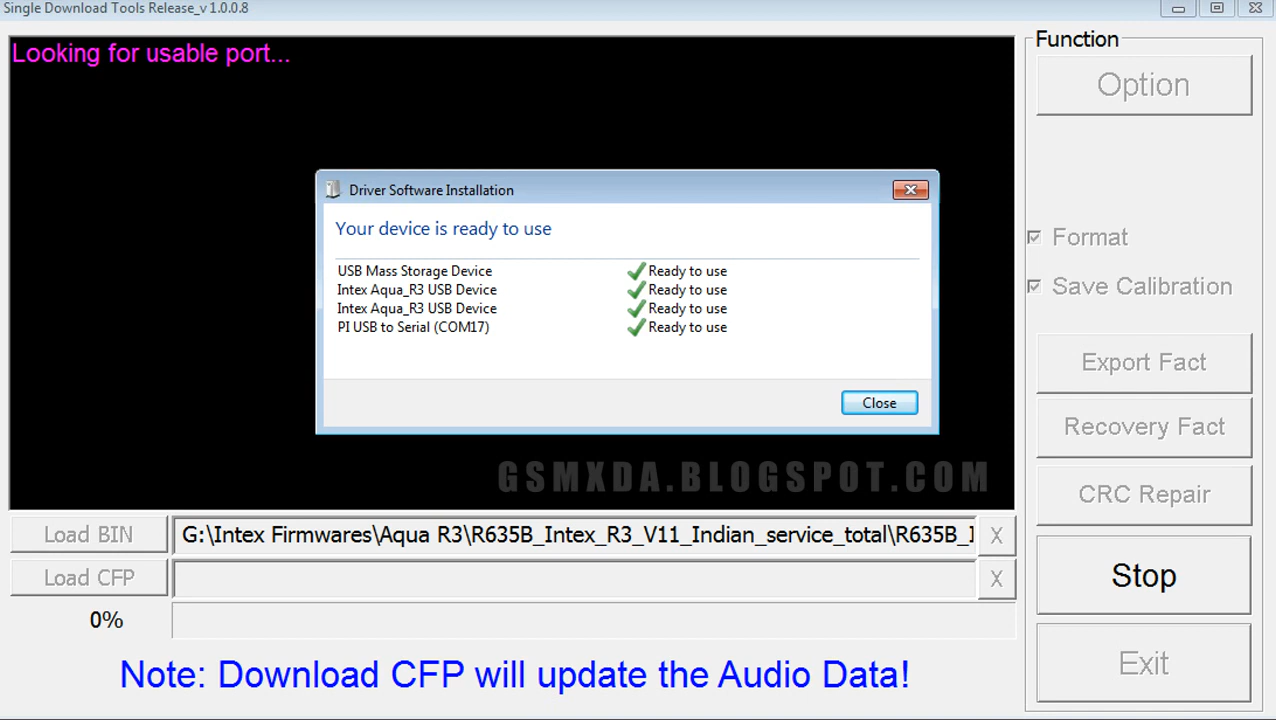 Single Download Tools Release_v 1.0.0.8
Looking for usable port...
Driver Software Installation
Your device is ready to use
USB Mass Storage Device Ready to use
Intex Aqua_R3 USB Device Ready to use
Intex Aqua_R3 USB Device Ready to use
PI USB to Serial (COM17) Ready to use
Close
GSMXDA.BLOGSPOT.COM
Load BIN G:\Intex Firmwares\Aqua R3\R635B_Intex_R3_V11_Indian_service_total\R635B_I X
Load CFP X
0%
Note: Download CFP will update the Audio Data!
Function
Option
Format
Save Calibration
Export Fact
Recovery Fact
CRC Repair
Stop
Exit